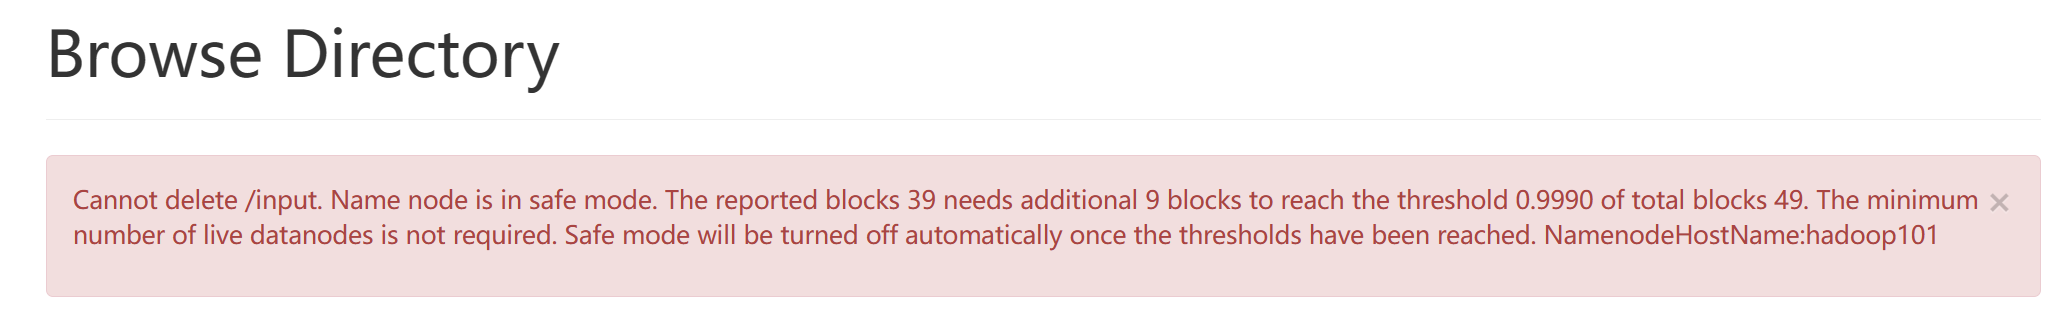 Browse Directory
Cannot delete /input. Name node is in safe mode. The reported blocks 39 needs additional 9 blocks to reach the threshold 0.9990 of total blocks 49. The minimum
number of live datanodes is not required. Safe mode will be turned off automatically once the thresholds have been reached. NamenodeHostName:hadoop101